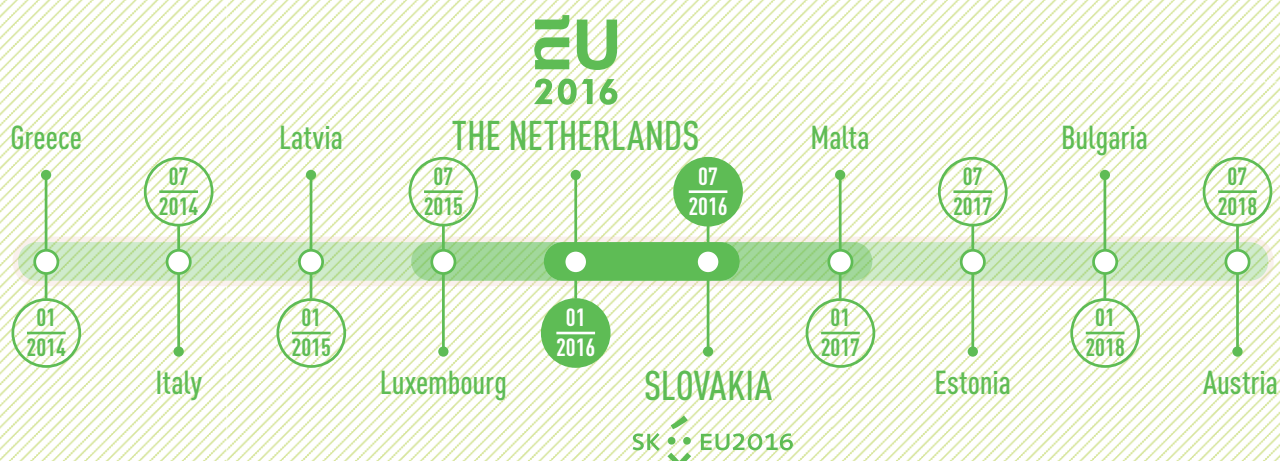 nlEU
2016
THE NETHERLANDS
Greece
Latvia
Malta
Bulgaria
07
2014
07
2015
07
2016
07
2017
07
2018
01
2014
01
2015
01
2016
01
2017
01
2018
Italy
Luxembourg
SLOVAKIA
Estonia
Austria
SK EU2016